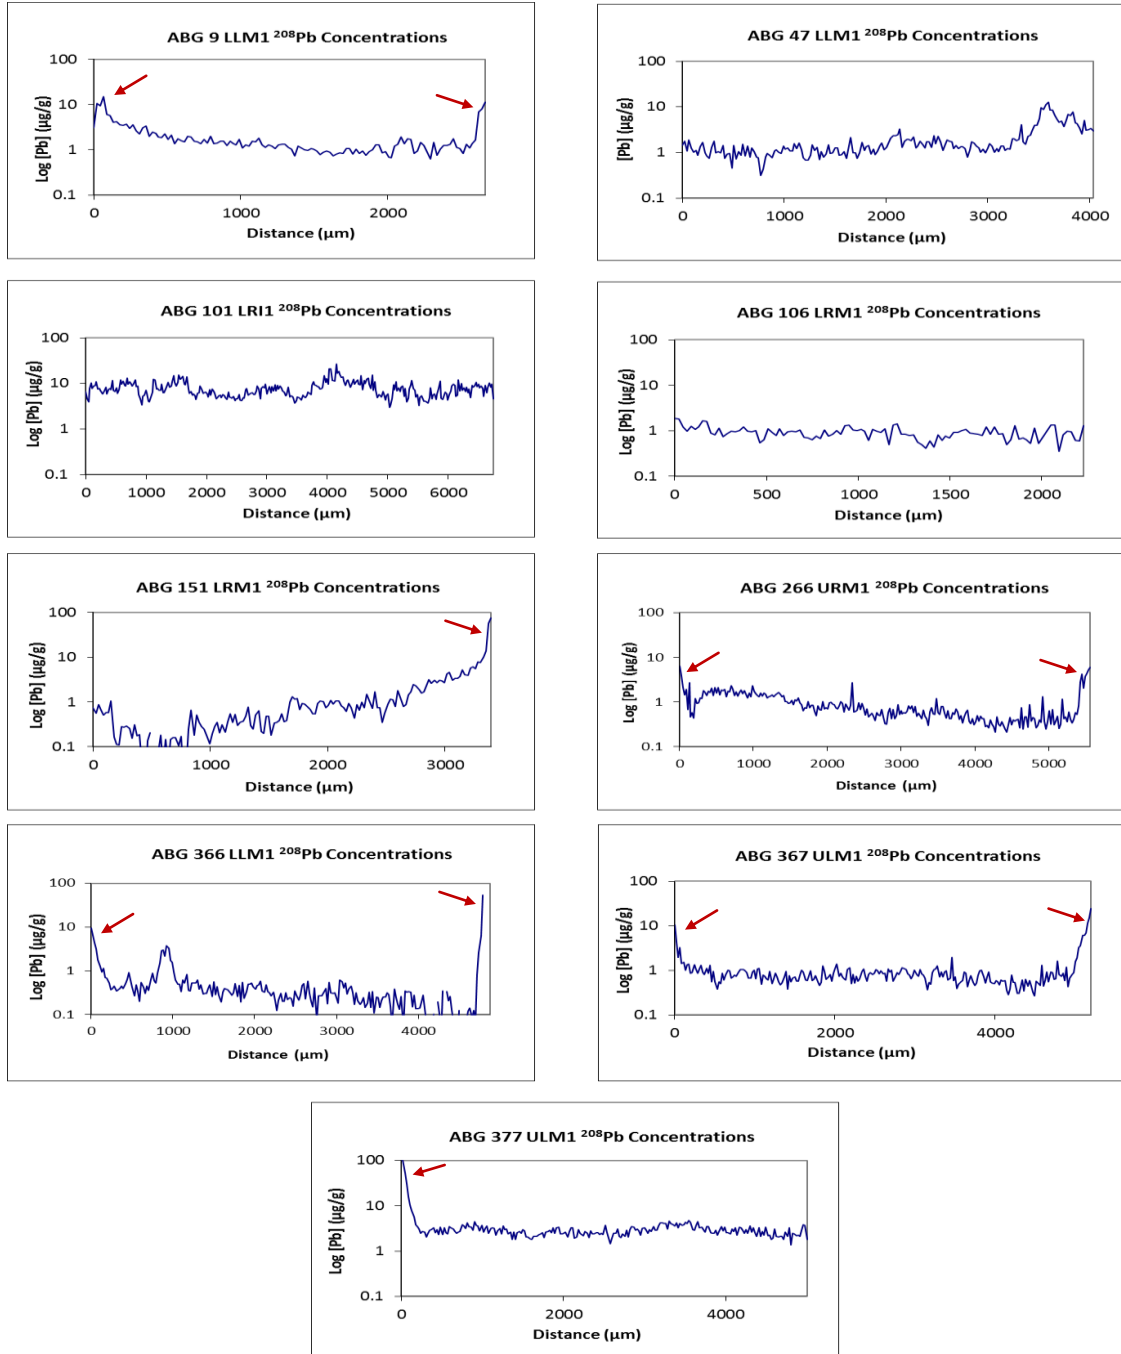 ABG 9 LLM1 ²⁰⁸Pb Concentrations
Log [Pb] (µg/g)
100
10
1
0.1
0 1000 2000
Distance (µm)
ABG 47 LLM1 ²⁰⁸Pb Concentrations
[Pb] (µg/g)
100
10
1
0.1
0 1000 2000 3000 4000
Distance (µm)
ABG 101 LRI1 ²⁰⁸Pb Concentrations
Log [Pb] (µg/g)
100
10
1
0.1
0 1000 2000 3000 4000 5000 6000
Distance (µm)
ABG 106 LRM1 ²⁰⁸Pb Concentrations
Log [Pb] (µg/g)
100
10
1
0.1
0 500 1000 1500 2000
Distance (µm)
ABG 151 LRM1 ²⁰⁸Pb Concentrations
Log [Pb] (µg/g)
100
10
1
0.1
0 1000 2000 3000
Distance (µm)
ABG 266 URM1 ²⁰⁸Pb Concentrations
Log [Pb] (µg/g)
100
10
1
0.1
0 1000 2000 3000 4000 5000
Distance (µm)
ABG 366 LLM1 ²⁰⁸Pb Concentrations
Log [Pb] (µg/g)
100
10
1
0.1
0 1000 2000 3000 4000
Distance (µm)
ABG 367 ULM1 ²⁰⁸Pb Concentrations
Log [Pb] (µg/g)
100
10
1
0.1
0 2000 4000
Distance (µm)
ABG 377 ULM1 ²⁰⁸Pb Concentrations
Log [Pb] (µg/g)
100
10
1
0.1
0 2000 4000
Distance (µm)